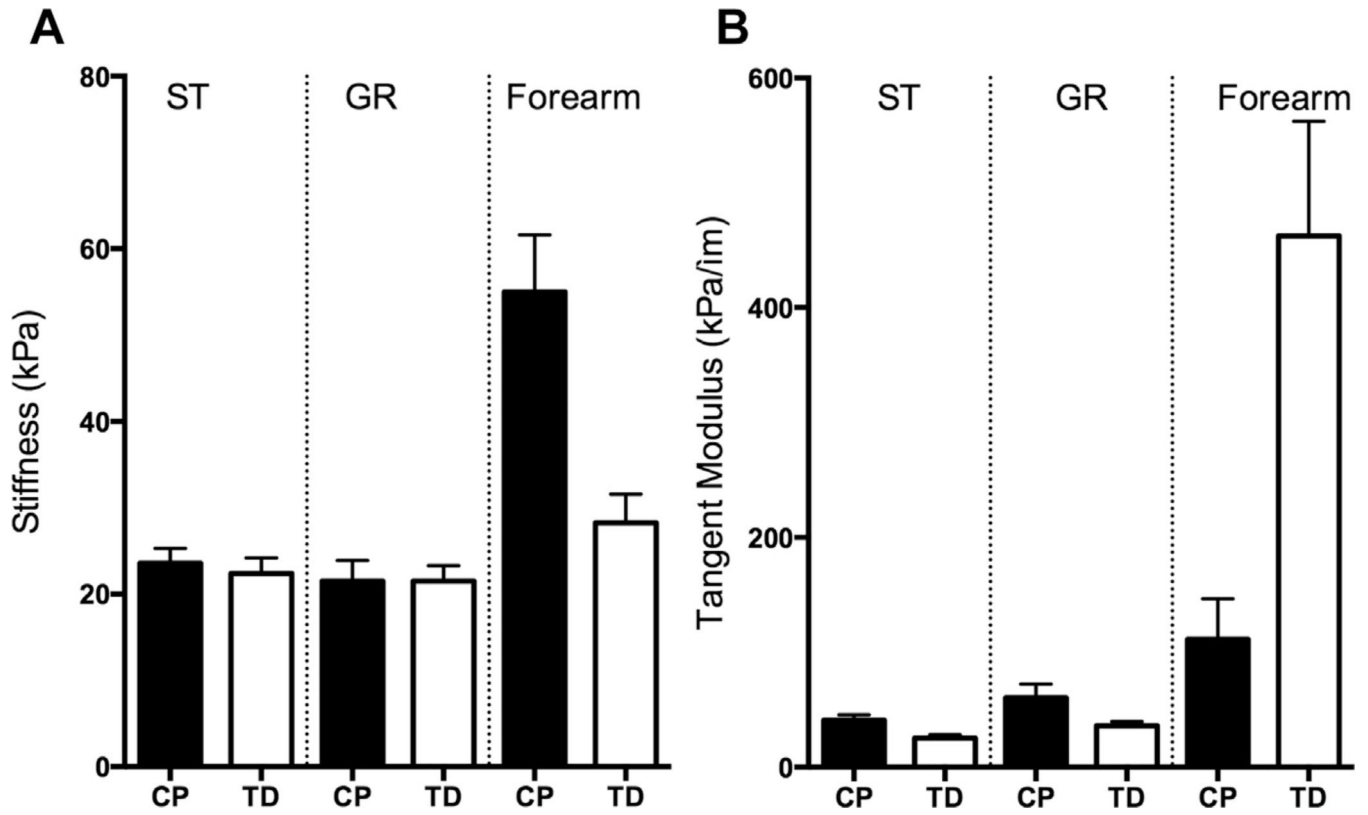 A
Stiffness (kPa)
80
60
40
20
0
ST
GR
Forearm
CP TD CP TD CP TD
B
Tangent Modulus (kPa/im)
600
400
200
0
ST
GR
Forearm
CP TD CP TD CP TD